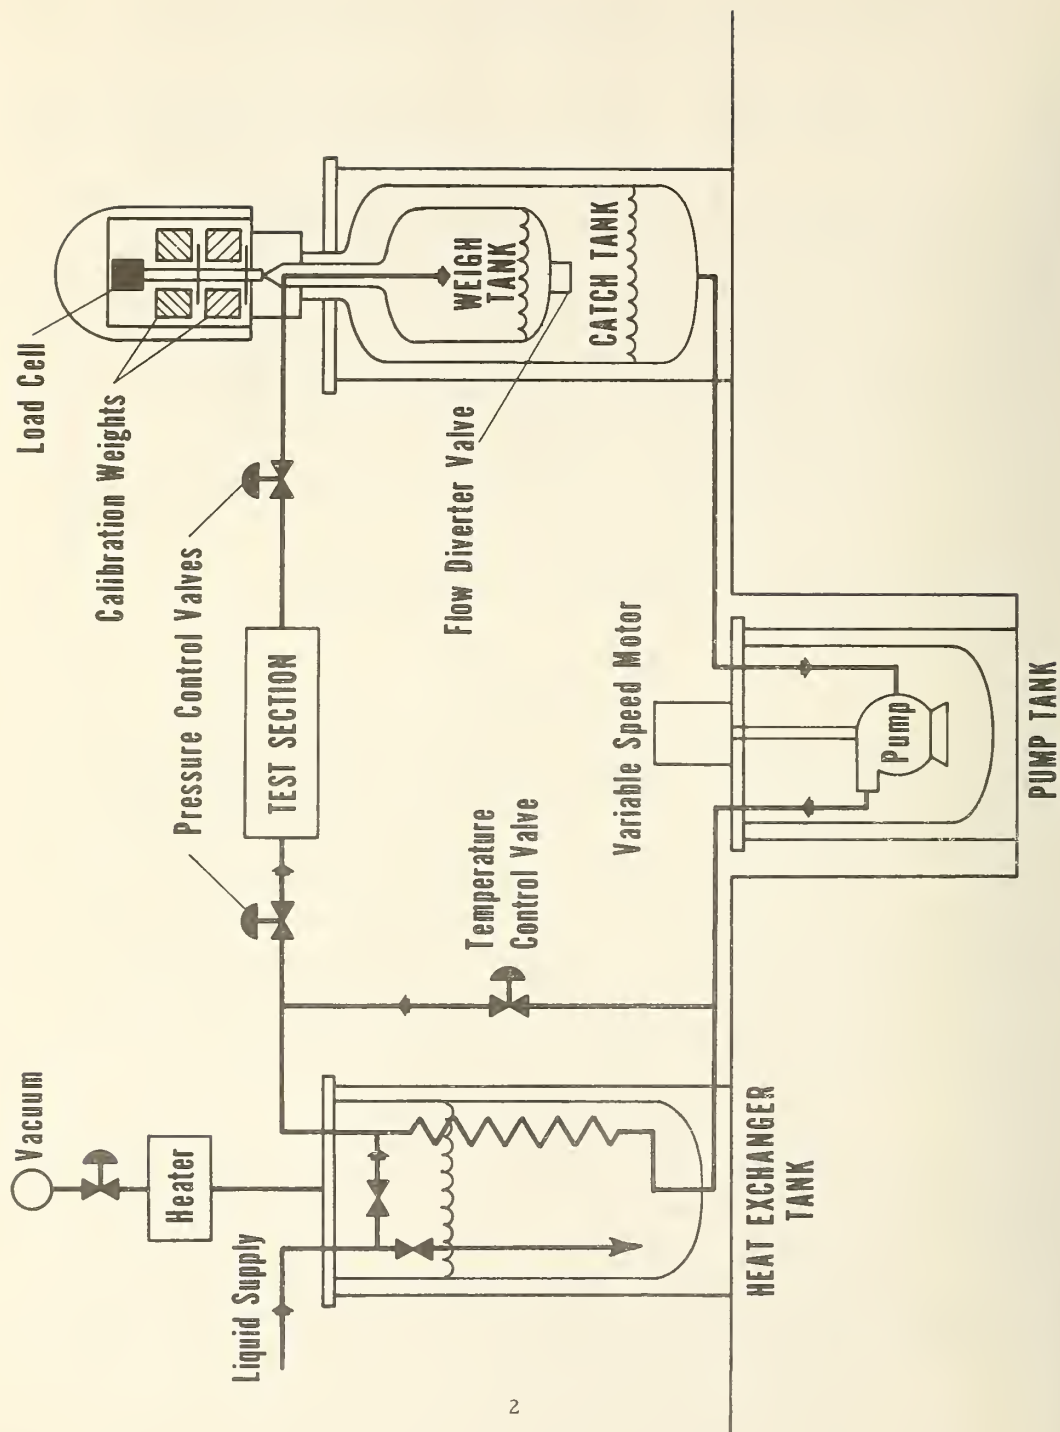 Vacuum
Heater
Liquid Supply
HEAT EXCHANGER
TANK
Temperature
Control Valve
Pressure Control Valves
TEST SECTION
Variable Speed Motor
Pump
PUMP TANK
Load Cell
Calibration Weights
Flow Diverter Valve
WEIGH
TANK
CATCH TANK
2